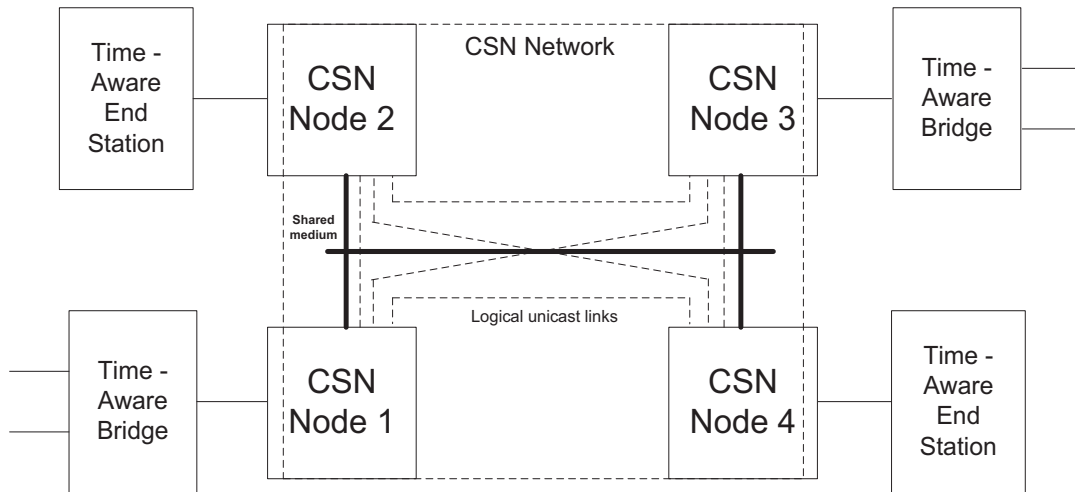 Time -
Aware
End
Station
CSN
Node 2
CSN Network
CSN
Node 3
Time -
Aware
Bridge
Shared
medium
Logical unicast links
Time -
Aware
Bridge
CSN
Node 1
CSN
Node 4
Time -
Aware
End
Station